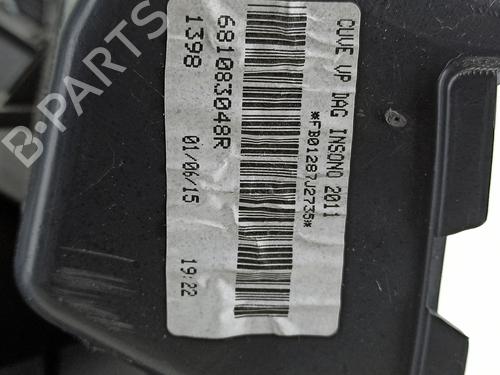 CUVE VP DAG INSONO 2011
*FB01287J2735*
681083048R
1398
01/06/15
19:22
B-PARTS